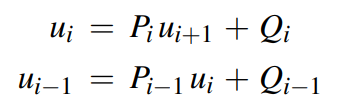 u_i = P_i u_{i+1} + Q_i
u_{i−1} = P_{i−1} u_i + Q_{i−1}